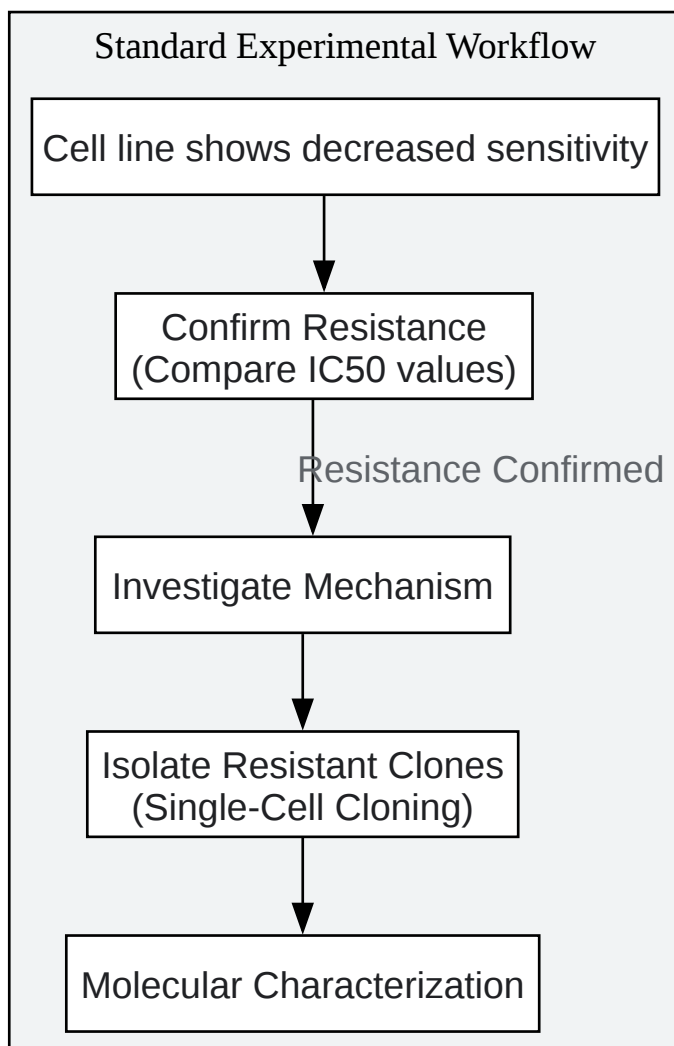 Standard Experimental Workflow
Cell line shows decreased sensitivity
Confirm Resistance
(Compare IC50 values)
Resistance Confirmed
Investigate Mechanism
Isolate Resistant Clones
(Single-Cell Cloning)
Molecular Characterization